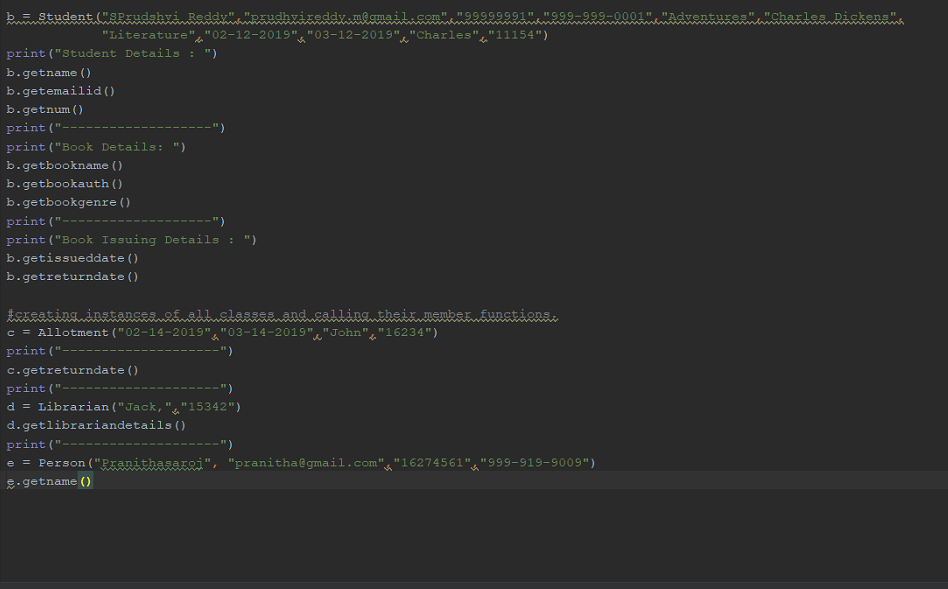 b = Student("SPrudshyi Reddy","prudhyireddy.m@gmail.com","99999991","999-999-0001","Adventures","Charles Dickens",
"Literature","02-12-2019","03-12-2019","Charles","11154")
print("Student Details : ")
b.getname()
b.getemailid()
b.getnum()
print("-------------------")
print("Book Details: ")
b.getbookname()
b.getbookauth()
b.getbookgenre()
print("-------------------")
print("Book Issuing Details : ")
b.getissueddate()
b.getreturndate()
#creating instances of all classes and calling their member functions.
c = Allotment("02-14-2019","03-14-2019","John","16234")
print("--------------------")
c.getreturndate()
print("--------------------")
d = Librarian("Jack,","15342")
d.getlibrariandetails()
print("--------------------")
e = Person("Pranithasaroj", "pranitha@gmail.com","16274561","999-919-9009")
e.getname()